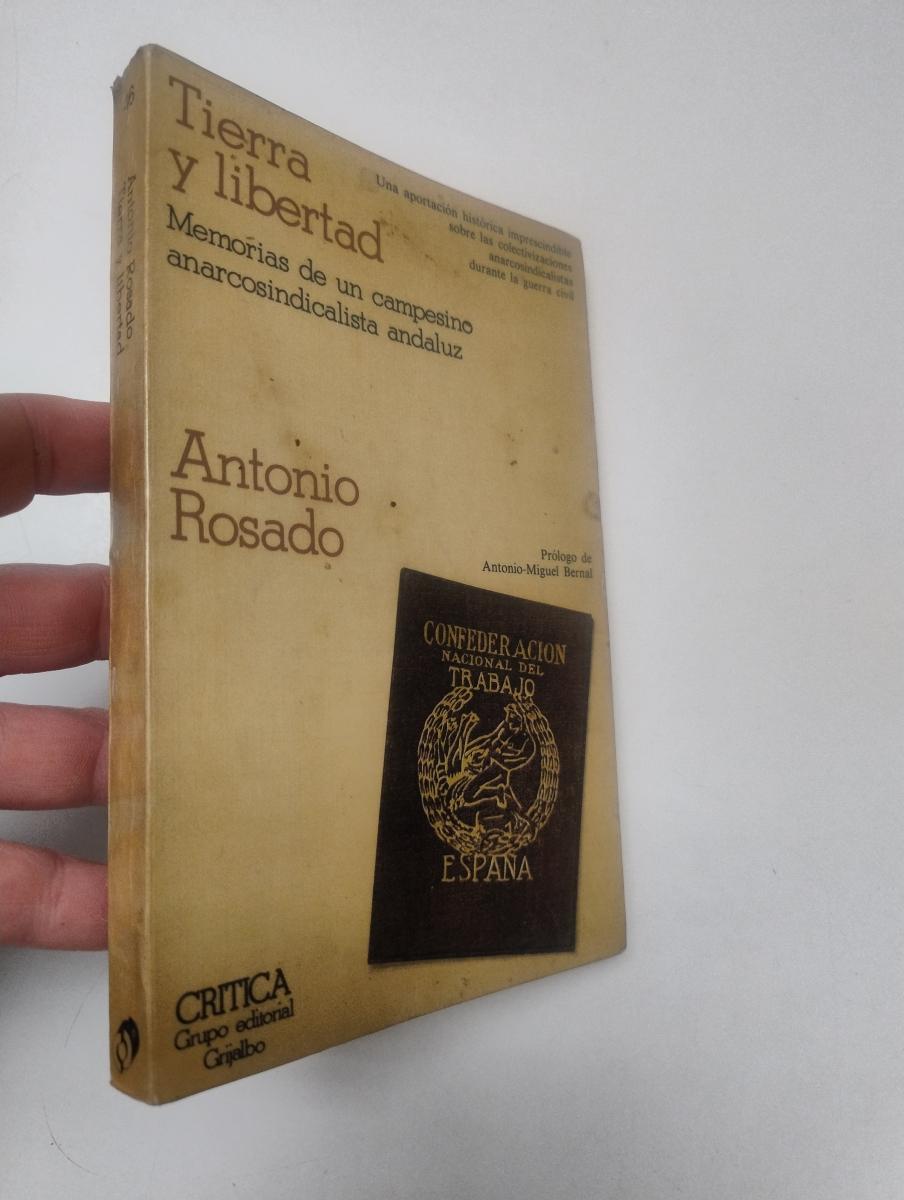 Tierra
y libertad
Una aportación histórica imprescindible
sobre las colectivizaciones
anarcosindicalistas
durante la guerra civil
Memorias de un campesino
anarcosindicalista andaluz
Antonio
Rosado
Prólogo de
Antonio-Miguel Bernal
CONFEDERACION
NACIONAL DEL
TRABAJO
ESPAÑA
CRITICA
Grupo editorial
Grijalbo
Antonio Rosado
Tierra y libertad